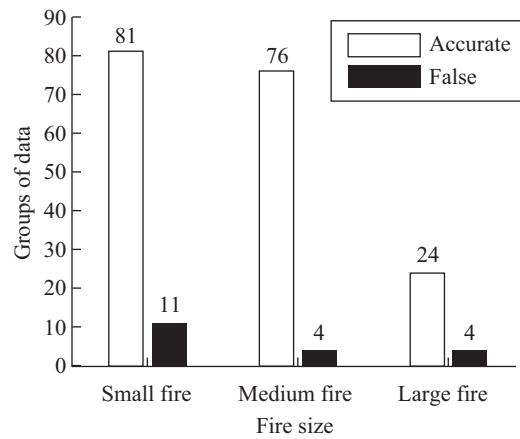 90
80
70
60
50
40
30
20
10
0
Groups of data
81
11
76
4
24
4
Accurate
False
Small fire
Medium fire
Large fire
Fire size